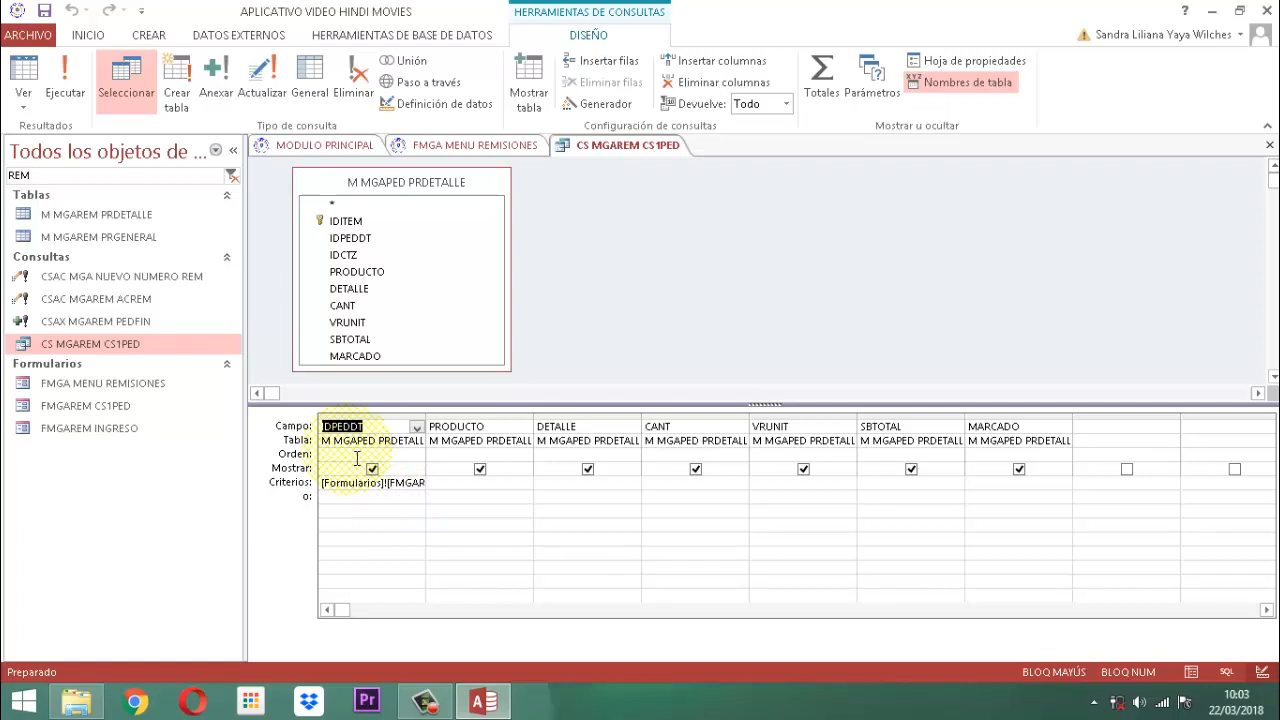 APLICATIVO VIDEO HINDI MOVIES
HERRAMIENTAS DE CONSULTAS
?
ARCHIVO INICIO CREAR DATOS EXTERNOS HERRAMIENTAS DE BASE DE DATOS DISEÑO
Sandra Liliana Yaya Wilches
Ver
Ejecutar
Resultados
Seleccionar
Crear tabla
Anexar
Actualizar
General
Eliminar
Unión
Paso a través
Definición de datos
Tipo de consulta
Mostrar tabla
Insertar filas
Eliminar filas
Generador
Insertar columnas
Eliminar columnas
Devuelve: Todo
Configuración de consultas
Totales
Parámetros
Hoja de propiedades
XYZ Nombres de tabla
Mostrar u ocultar
Todos los objetos de ... «
REM
Tablas
M MGAREM PRDETALLE
M MGAREM PRGENERAL
Consultas
CSAC MGA NUEVO NUMERO REM
CSAC MGAREM ACREM
CSAX MGAREM PEDFIN
CS MGAREM CS1PED
Formularios
FMGA MENU REMISIONES
FMGAREM CS1PED
FMGAREM INGRESO
MODULO PRINCIPAL
FMGA MENU REMISIONES
CS MGAREM CS1PED
M MGAPED PRDETALLE
*
IDITEM
IDPEDDT
IDCTZ
PRODUCTO
DETALLE
CANT
VRUNIT
SBTOTAL
MARCADO
Campo: IDPEDDT PRODUCTO DETALLE CANT VRUNIT SBTOTAL MARCADO
Tabla: M MGAPED PRDETALL M MGAPED PRDETALL M MGAPED PRDETALL M MGAPED PRDETALL M MGAPED PRDETALL M MGAPED PRDETALL M MGAPED PRDETALL
Orden:
Mostrar:
Criterios: [Formularios]![FMGAR
o:
Preparado
BLOQ MAYÚS BLOQ NUM SQL
Pr
10:03
22/03/2018